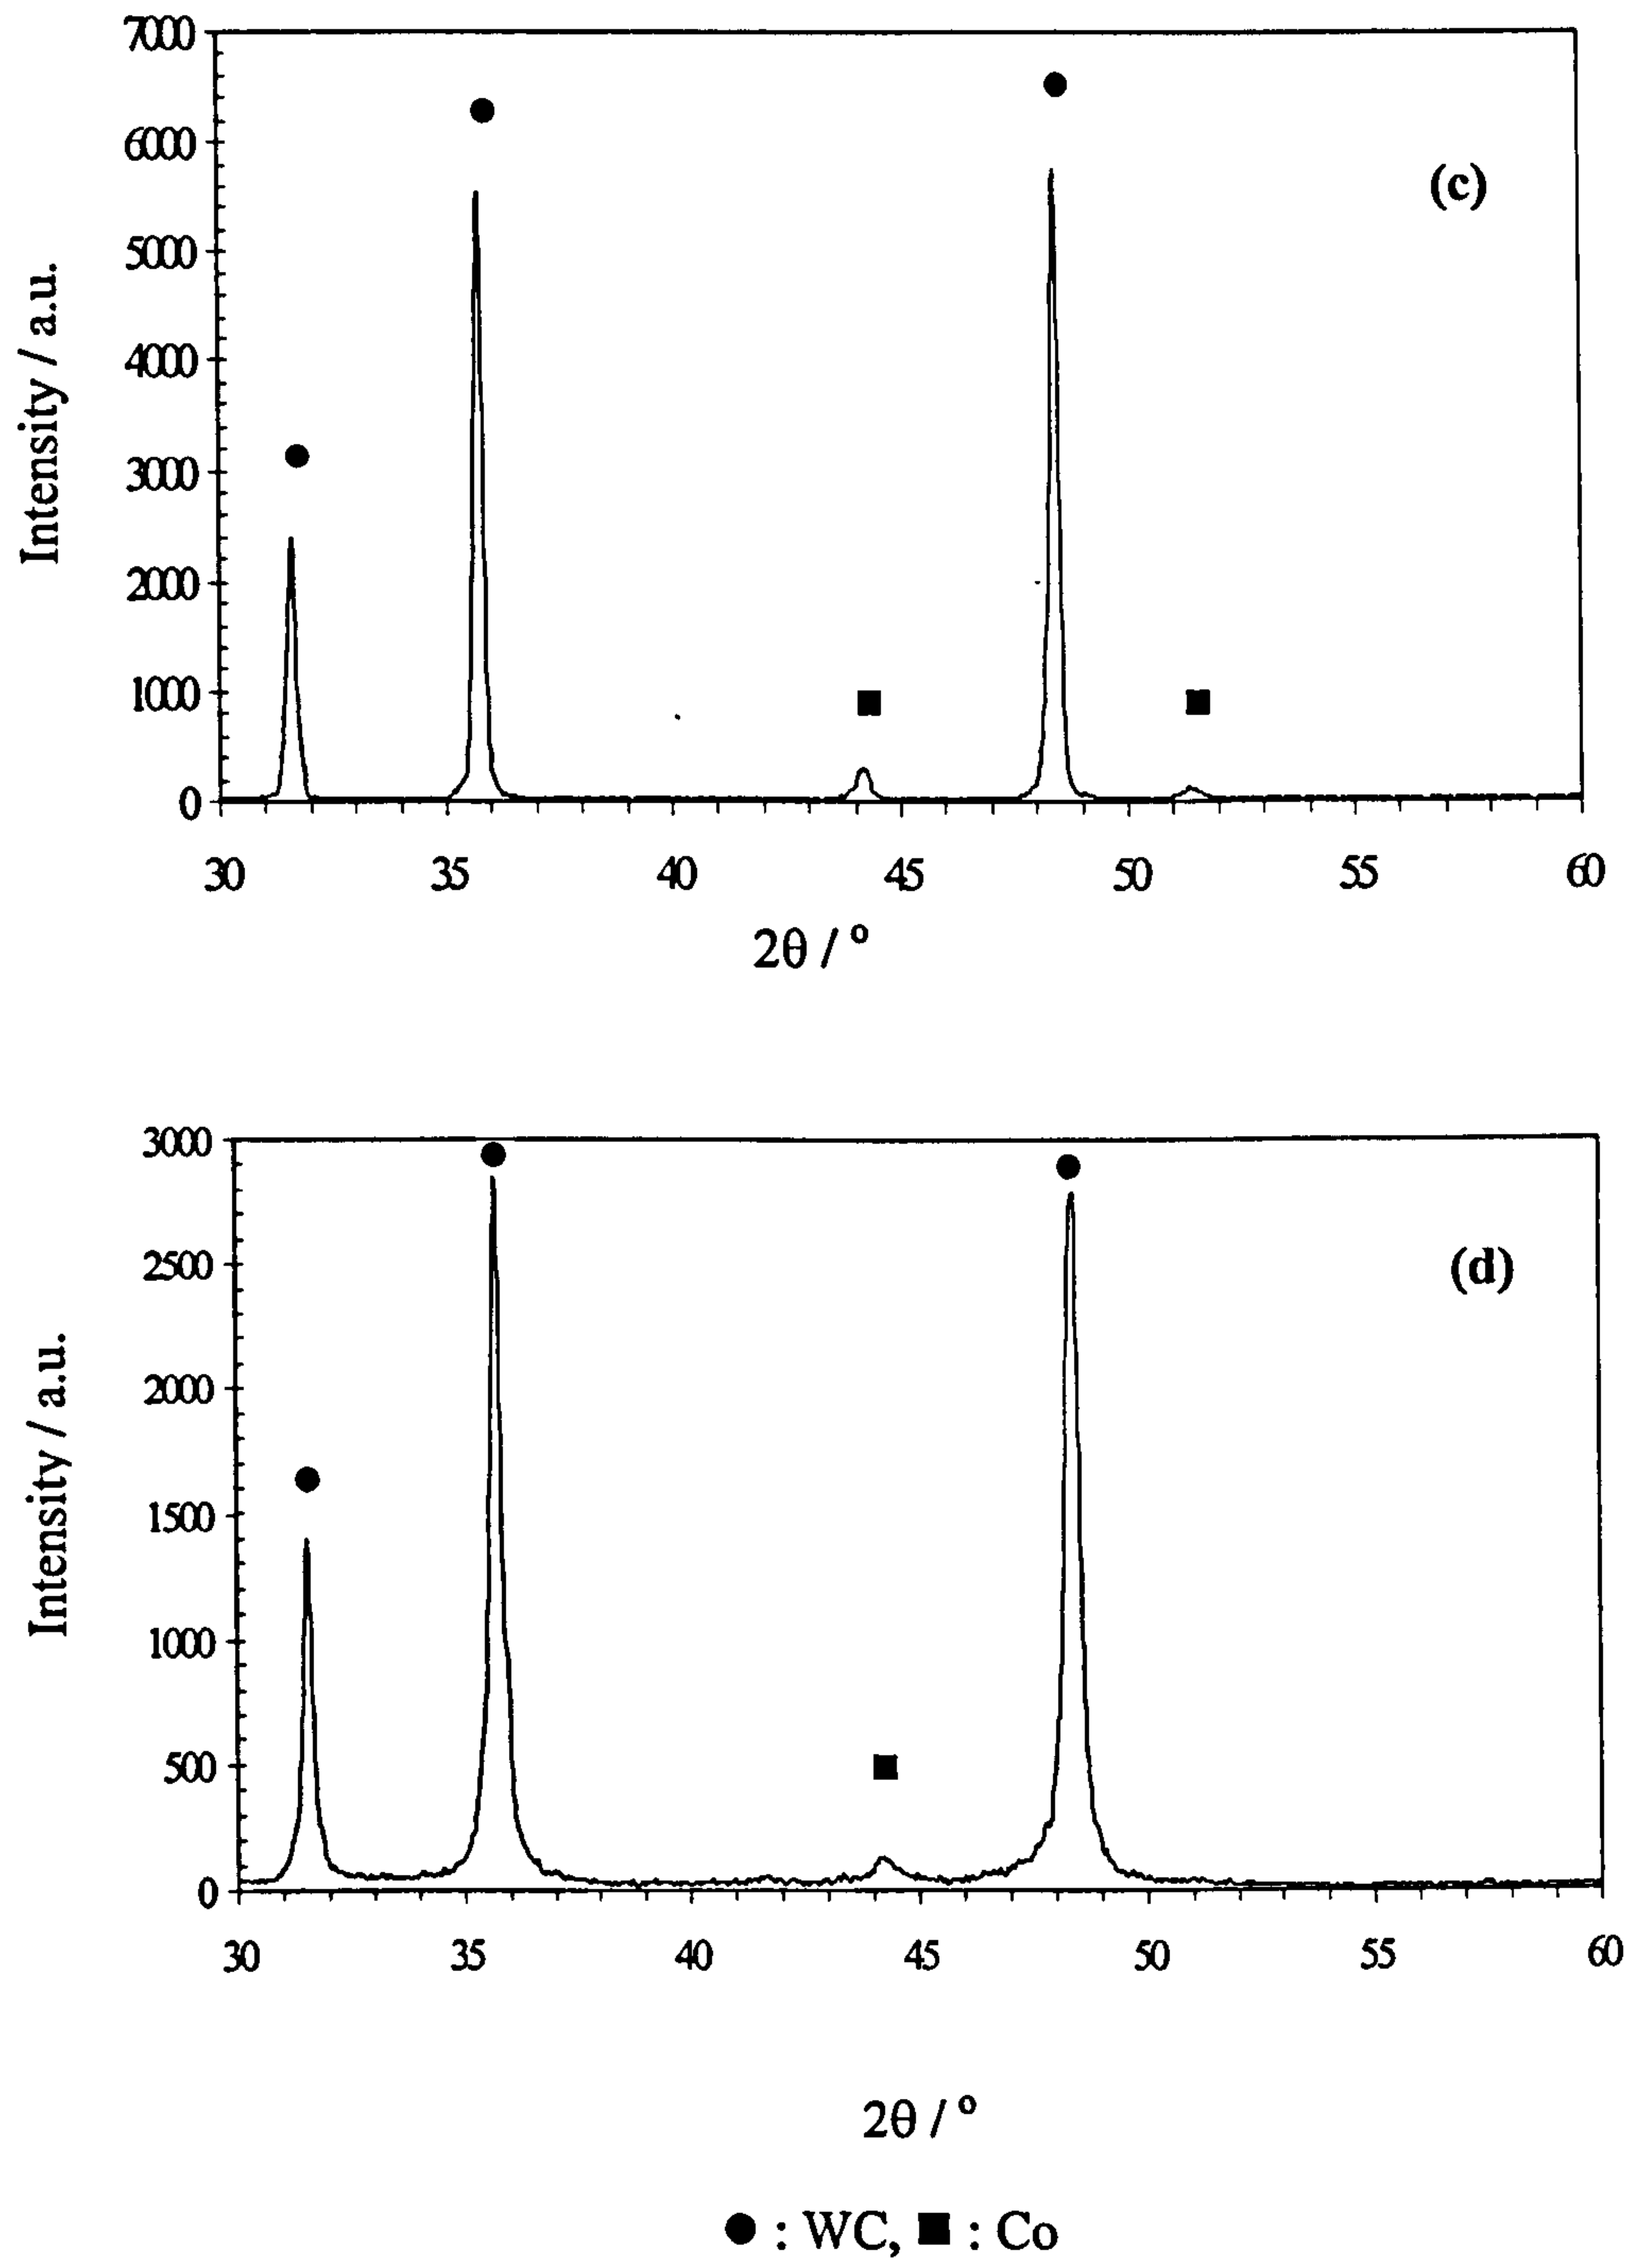 7000
6000
5000
4000
3000
2000
1000
0
Intensity / a.u.
(c)
30 35 40 45 50 55 60
2θ / º
3000
2500
2000
1500
1000
500
0
Intensity / a.u.
(d)
30 35 40 45 50 55 60
2θ / º
● : WC, ■ : Co